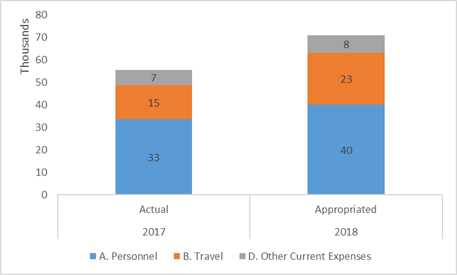 80
70
60
50
40
30
20
10
0
Thousands
7
15
33
8
23
40
Actual
Appropriated
2017
2018
A. Personnel
B. Travel
D. Other Current Expenses